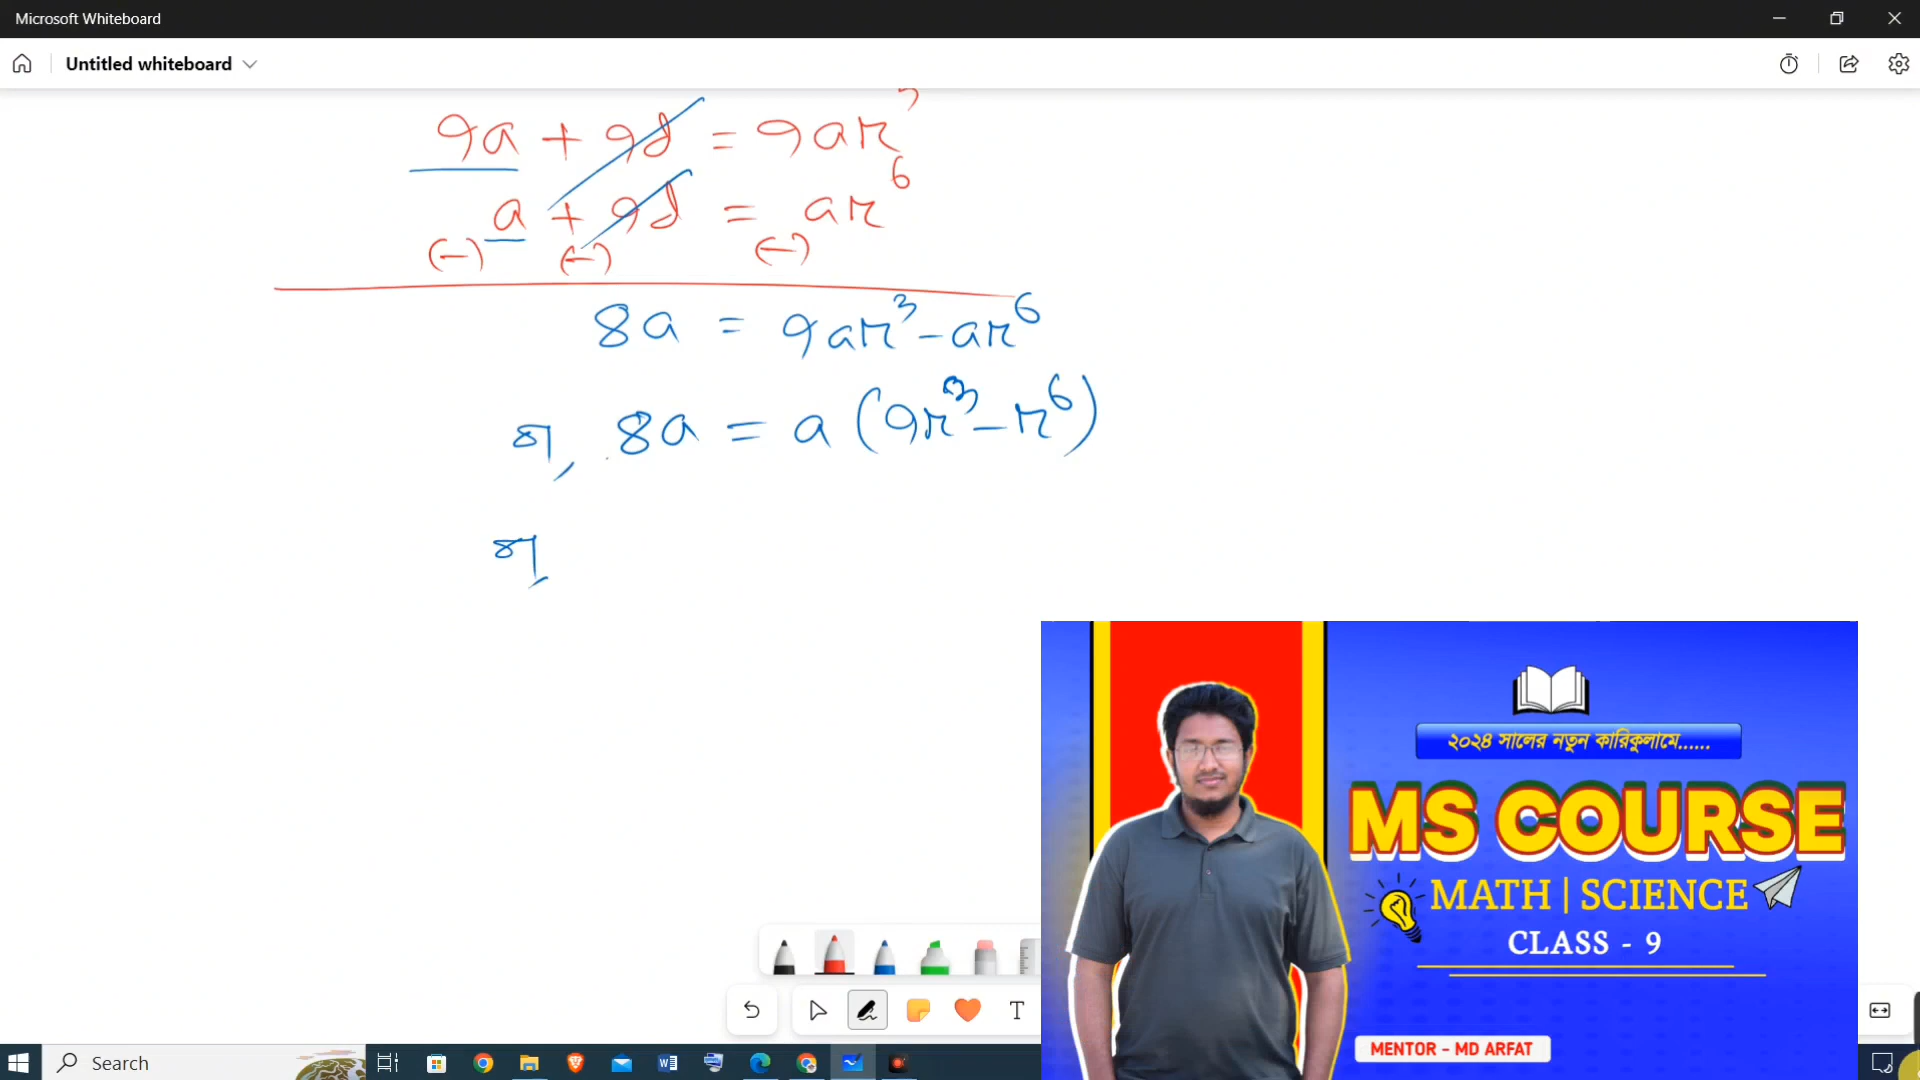 Microsoft Whiteboard
Untitled whiteboard
9a + 9d = 9ar³
a + 9d = ar⁶
(-) (-) (-)
8a = 9ar³ - ar⁶
বা, 8a = a (9r³ - r⁶)
বা,
২০২৪ সালের নতুন কারিকুলামে......
MS COURSE
MATH | SCIENCE
CLASS - 9
MENTOR - MD ARFAT
T
Search